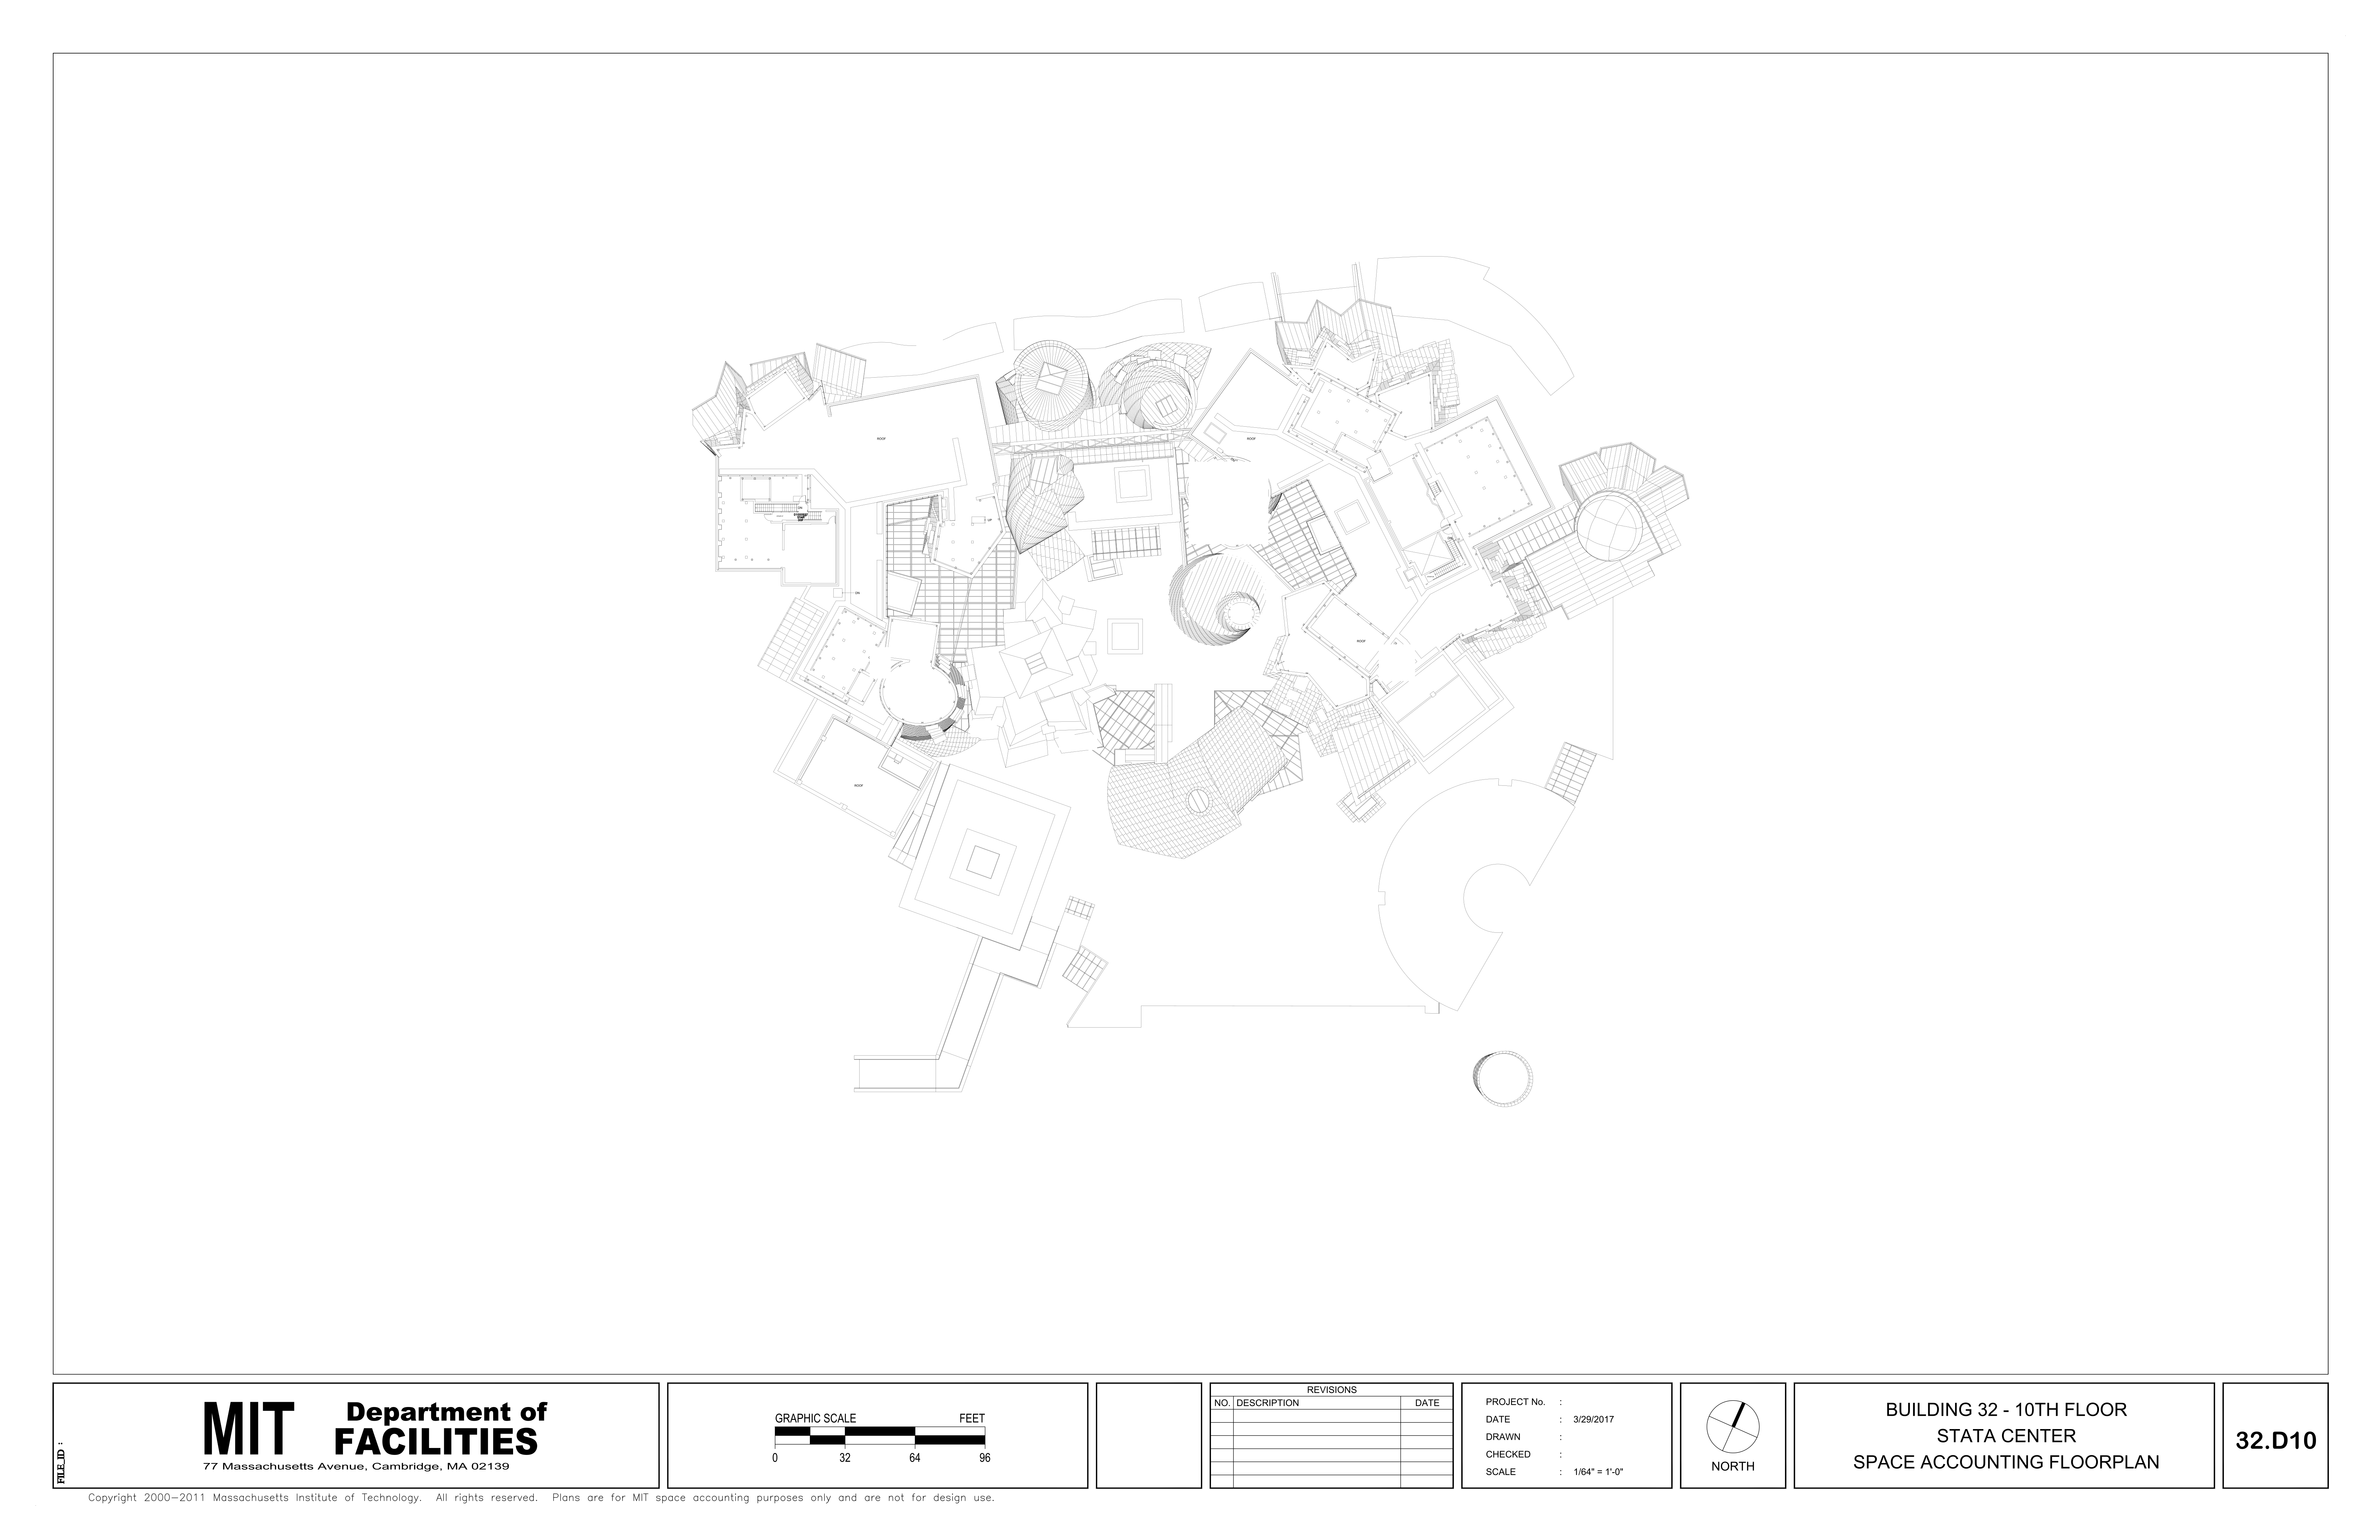 ROOF
ROOF
DN
UP
DN
ROOF
ROOF
FILE_ID :
MIT Department of
FACILITIES
77 Massachusetts Avenue, Cambridge, MA 02139
GRAPHIC SCALE FEET
0 32 64 96
REVISIONS
NO. DESCRIPTION DATE
PROJECT No. :
DATE : 3/29/2017
DRAWN :
CHECKED :
SCALE : 1/64" = 1'-0"
NORTH
BUILDING 32 - 10TH FLOOR
STATA CENTER
SPACE ACCOUNTING FLOORPLAN
32.D10
Copyright 2000-2011 Massachusetts Institute of Technology. All rights reserved. Plans are for MIT space accounting purposes only and are not for design use.